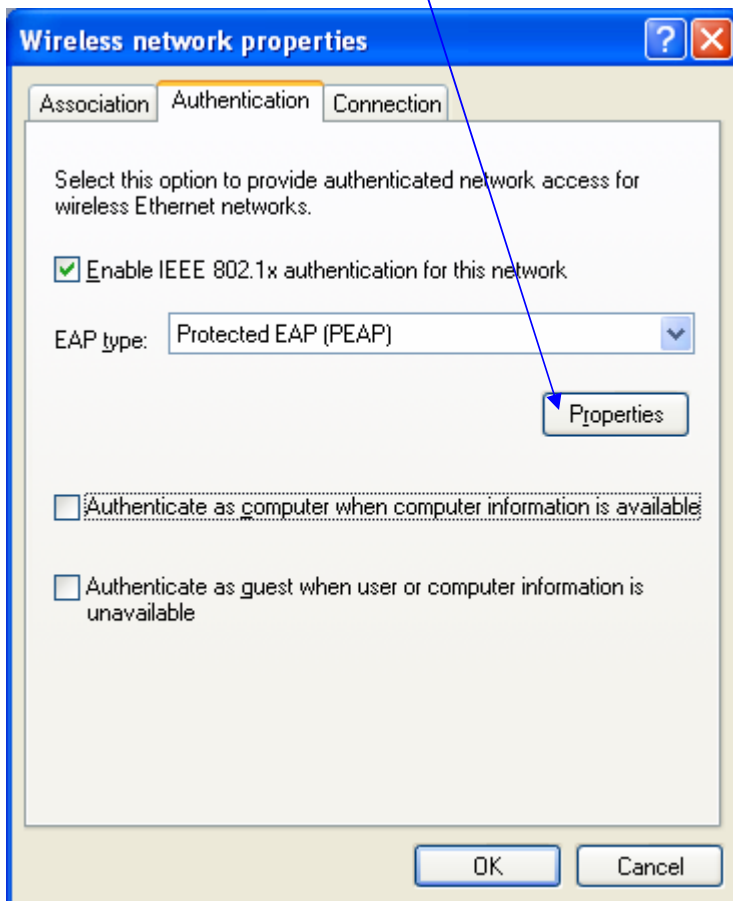 Wireless network properties
Association Authentication Connection
Select this option to provide authenticated network access for
wireless Ethernet networks.
Enable IEEE 802.1x authentication for this network
EAP type: Protected EAP (PEAP)
Properties
Authenticate as computer when computer information is available
Authenticate as guest when user or computer information is
unavailable
OK Cancel